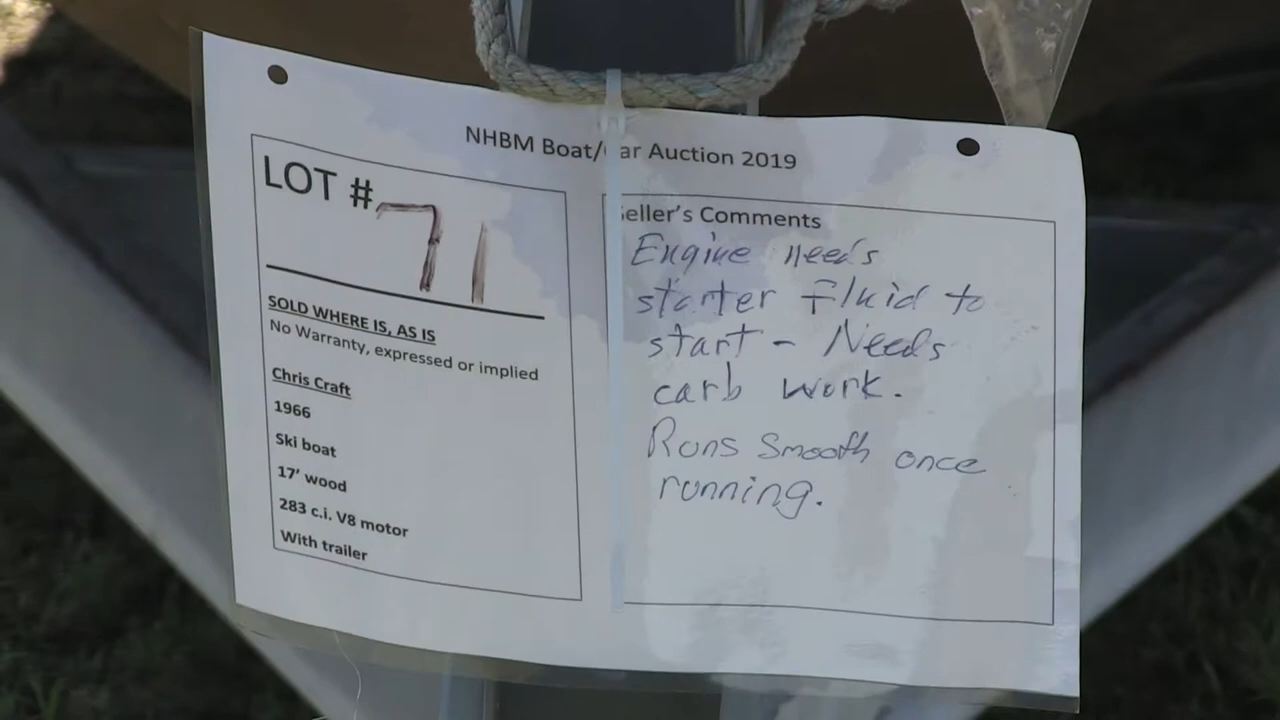 NHBM Boat/Car Auction 2019
LOT # 71
SOLD WHERE IS, AS IS
No Warranty, expressed or implied
Chris Craft
1966
Ski boat
17' wood
283 c.i. V8 motor
With trailer
Seller's Comments
Engine needs
starter fluid to
start - Needs
carb work.
Runs smooth once
running.